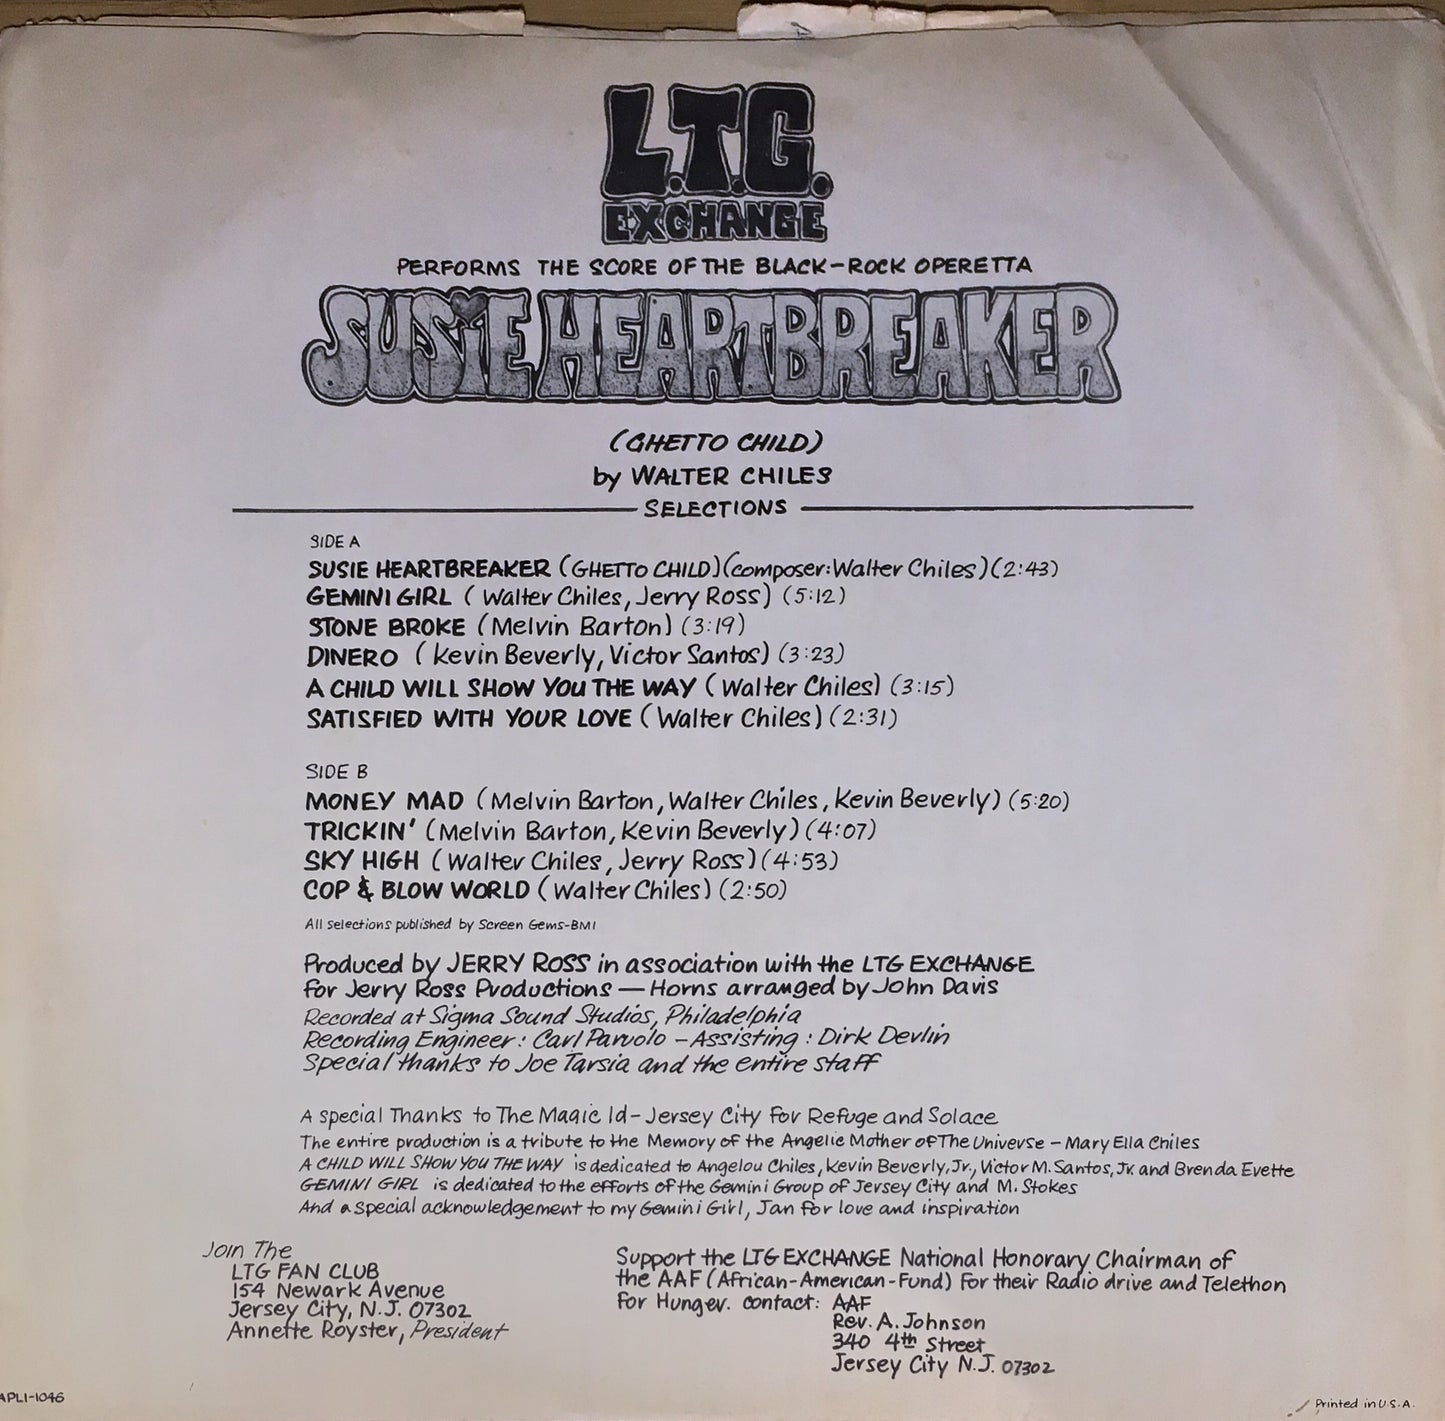 L.T.G.
EXCHANGE
PERFORMS THE SCORE OF THE BLACK-ROCK OPERETTA
SUSIE HEARTBREAKER
(GHETTO CHILD)
by WALTER CHILES
SELECTIONS
SIDE A
SUSIE HEARTBREAKER (GHETTO CHILD) (composer: Walter Chiles) (2:43)
GEMINI GIRL (Walter Chiles, Jerry Ross) (5:12)
STONE BROKE (Melvin Barton) (3:19)
DINERO (Kevin Beverly, Victor Santos) (3:23)
A CHILD WILL SHOW YOU THE WAY (Walter Chiles) (3:15)
SATISFIED WITH YOUR LOVE (Walter Chiles) (2:31)
SIDE B
MONEY MAD (Melvin Barton, Walter Chiles, Kevin Beverly) (5:20)
TRICKIN' (Melvin Barton, Kevin Beverly) (4:07)
SKY HIGH (Walter Chiles, Jerry Ross) (4:53)
COP & BLOW WORLD (Walter Chiles) (2:50)
All selections published by Screen Gems-BMI
Produced by JERRY ROSS in association with the LTG EXCHANGE
for Jerry Ross Productions — Horns arranged by John Davis
Recorded at Sigma Sound Studios, Philadelphia
Recording Engineer: Carl Paruolo - Assisting: Dirk Devlin
Special thanks to Joe Tarsia and the entire staff
A special Thanks to The Magic Id - Jersey City for Refuge and Solace
The entire production is a tribute to the Memory of the Angelic Mother of The Universe - Mary Ella Chiles
A CHILD WILL SHOW YOU THE WAY is dedicated to Angelou Chiles, Kevin Beverly, Jr., Victor M. Santos, Jr. and Brenda Evette
GEMINI GIRL is dedicated to the efforts of the Gemini Group of Jersey City and M. Stokes
And a special acknowledgement to my Gemini Girl, Jan for love and inspiration
Join The
LTG FAN CLUB
154 Newark Avenue
Jersey City, N.J. 07302
Annette Royster, President
Support the LTG EXCHANGE National Honorary Chairman of
the AAF (African-American-Fund) for their Radio drive and Telethon
for Hunger. contact: AAF
Rev. A. Johnson
340 4th Street
Jersey City N.J. 07302
APL1-1046
Printed in U.S.A.